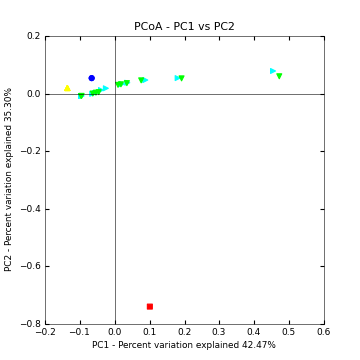 PCoA - PC1 vs PC2
0.2
0.0
−0.2
−0.4
−0.6
−0.8
PC2 - Percent variation explained 35.30%
−0.2 −0.1 0.0 0.1 0.2 0.3 0.4 0.5 0.6
PC1 - Percent variation explained 42.47%